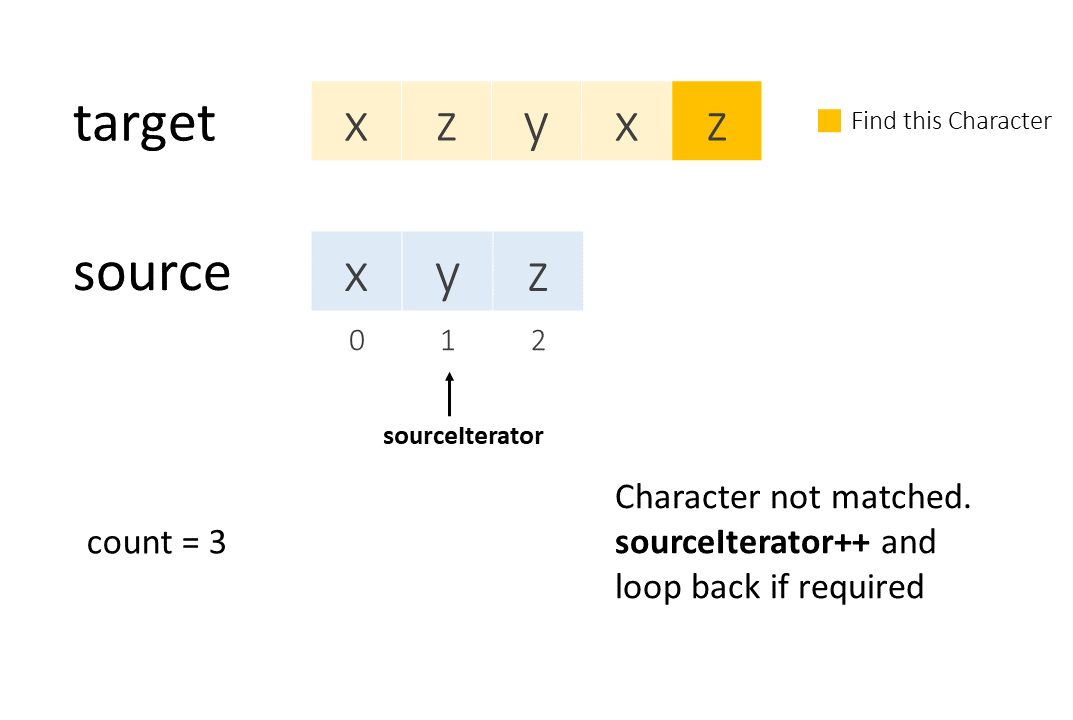 target x z y x z Find this Character
source x y z
0 1 2
sourceIterator
Character not matched.
count = 3 sourceIterator++ and
loop back if required